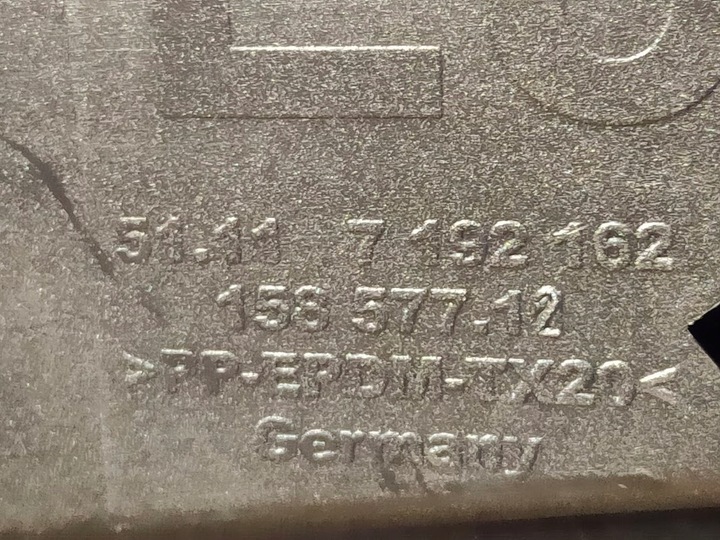 51.11 7 192 162
158 577.12
>PP-EPDM-TX20<
Germany